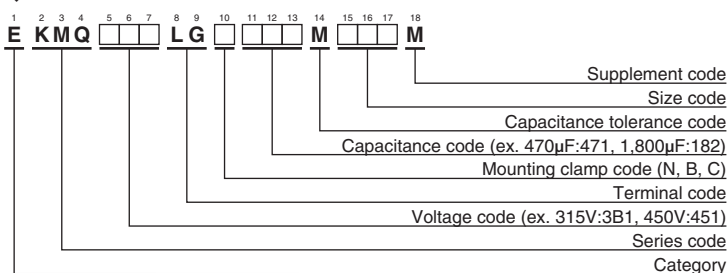 1 2 3 4 5 6 7 8 9 10 11 12 13 14 15 16 17 18
E KMQ □□□ LG □ □□□ M □□□ M
Supplement code
Size code
Capacitance tolerance code
Capacitance code (ex. 470µF:471, 1,800µF:182)
Mounting clamp code (N, B, C)
Terminal code
Voltage code (ex. 315V:3B1, 450V:451)
Series code
Category